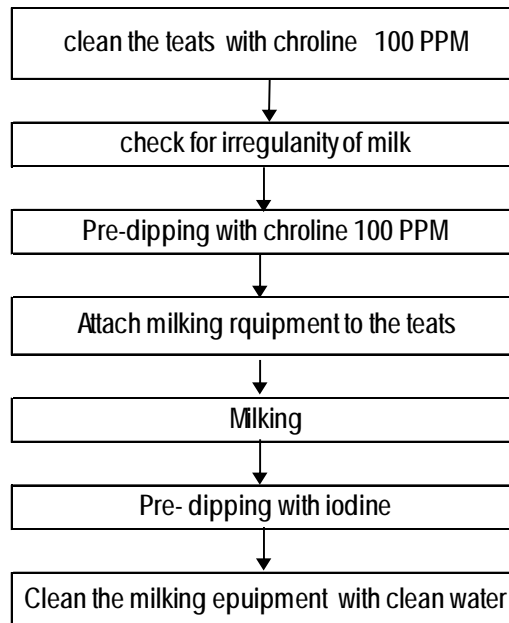 clean the teats with chroline 100 PPM
check for irregulanity of milk
Pre-dipping with chroline 100 PPM
Attach milking rquipment to the teats
Milking
Pre- dipping with iodine
Clean the milking epuipment with clean water